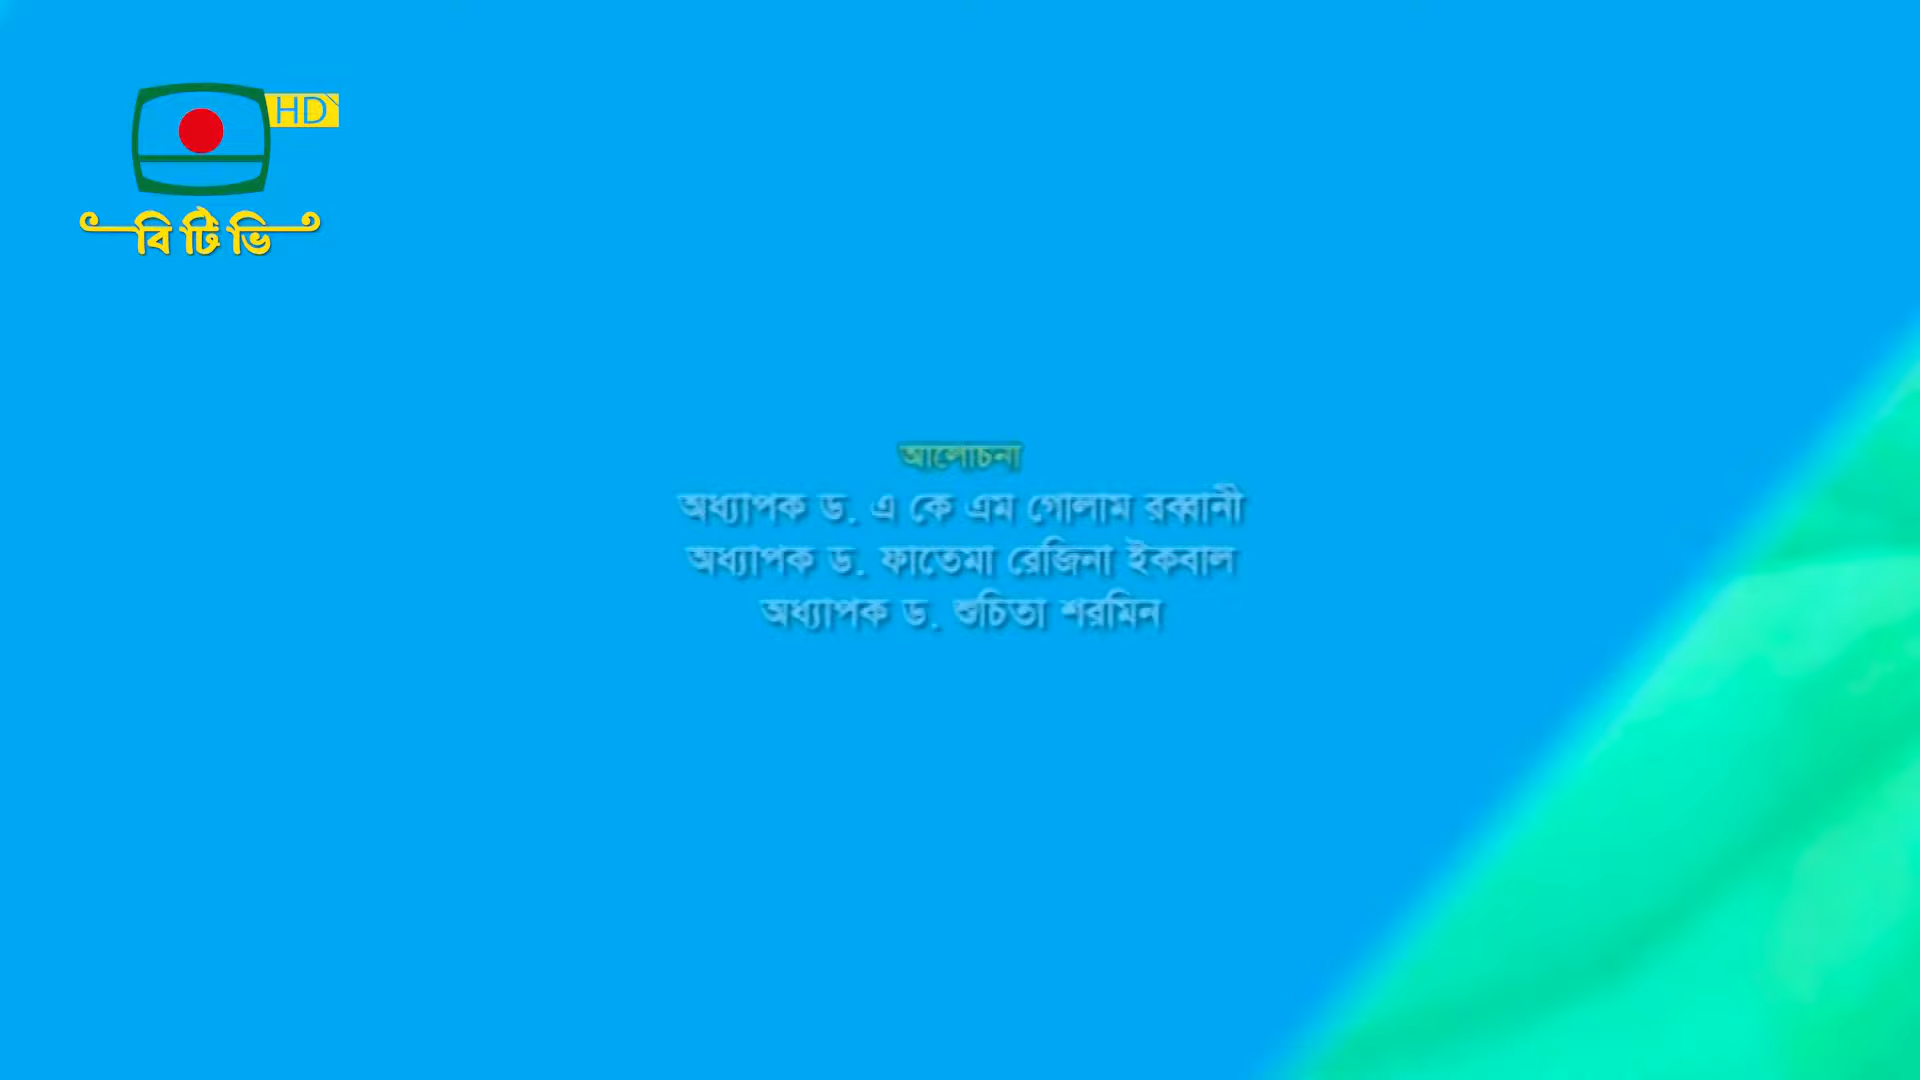 HD
বিটিভি
আলোচনা
অধ্যাপক ড. এ কে এম গোলাম রব্বানী
অধ্যাপক ড. ফাতেমা রেজিনা ইকবাল
অধ্যাপক ড. শুচিতা শরমিন